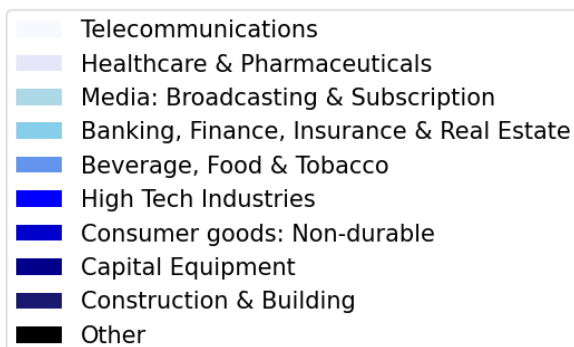 Telecommunications
Healthcare & Pharmaceuticals
Media: Broadcasting & Subscription
Banking, Finance, Insurance & Real Estate
Beverage, Food & Tobacco
High Tech Industries
Consumer goods: Non-durable
Capital Equipment
Construction & Building
Other